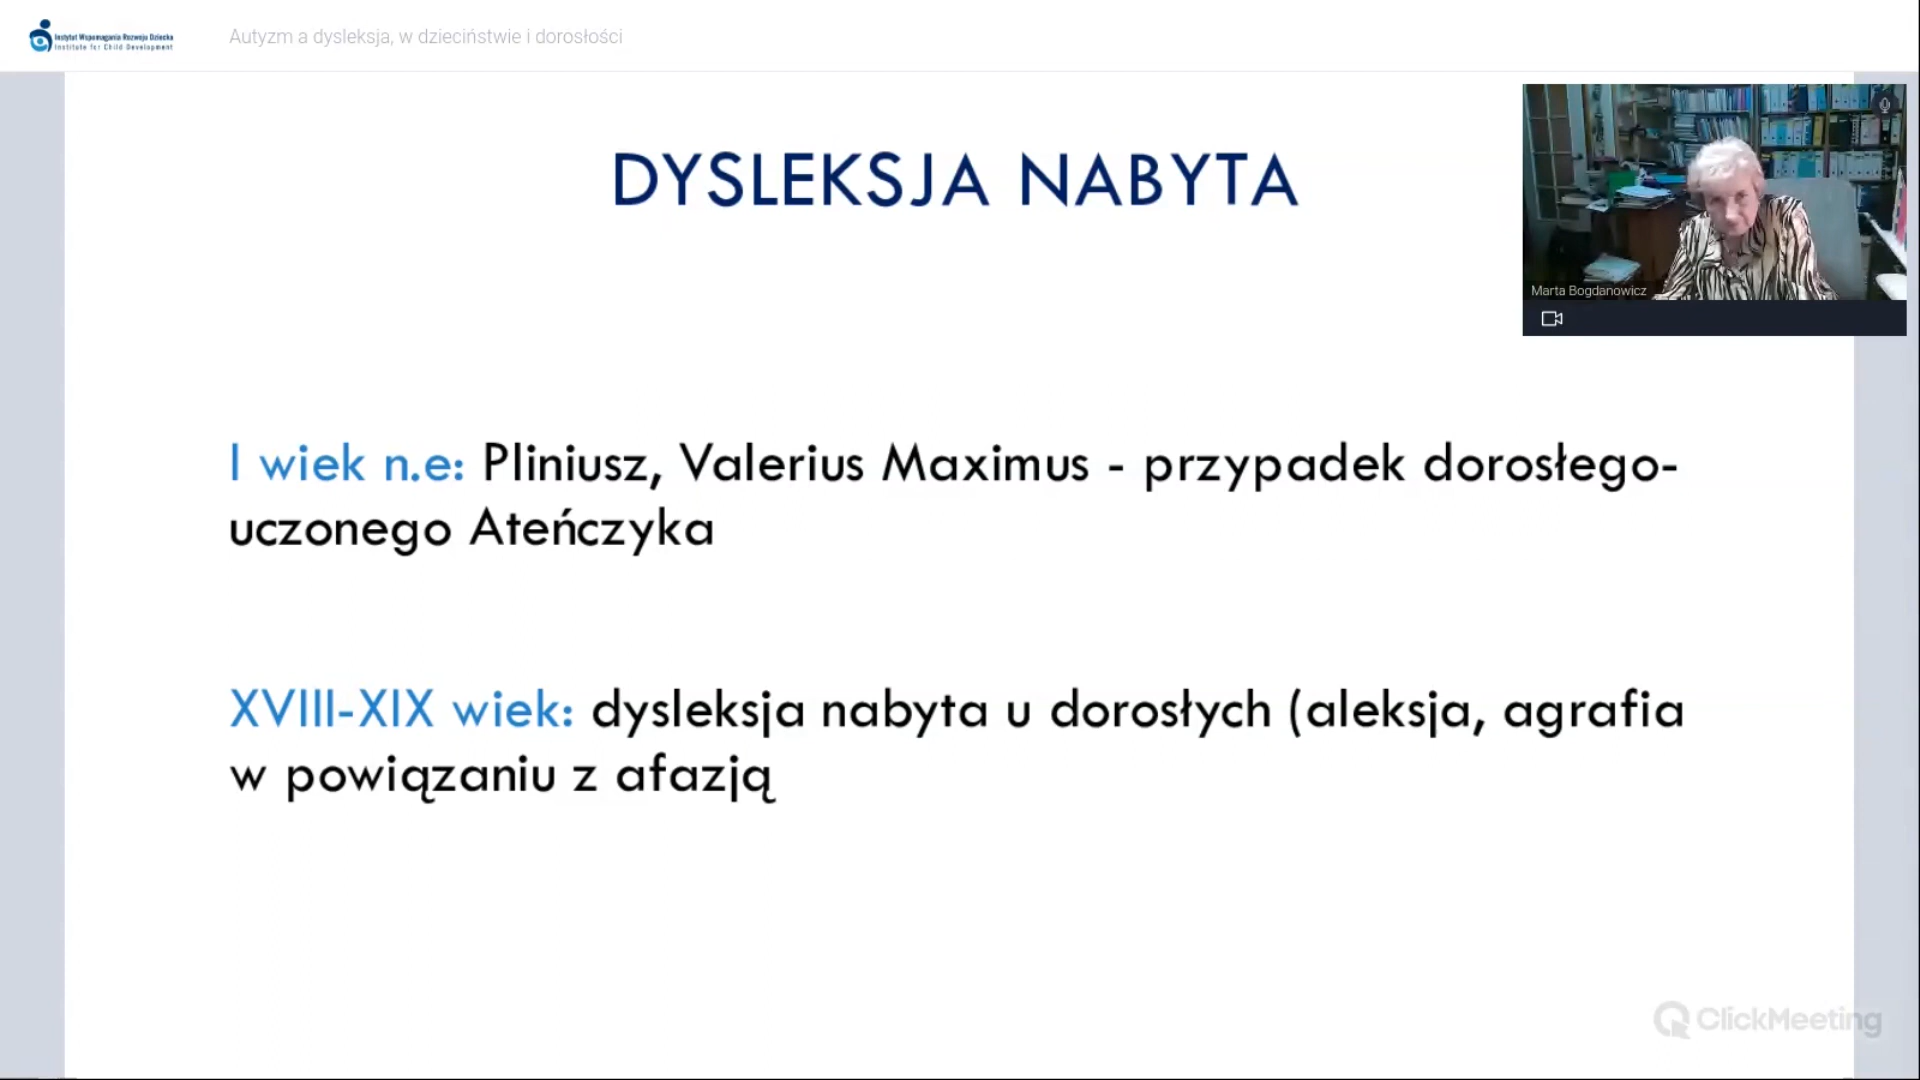 Instytut Wspomagania Rozwoju Dziecka
Institute for Child Development
Autyzm a dysleksja, w dzieciństwie i dorosłości
DYSLEKSJA NABYTA
Marta Bogdanowicz
I wiek n.e: Pliniusz, Valerius Maximus - przypadek dorosłego-
uczonego Ateńczyka
XVIII-XIX wiek: dysleksja nabyta u dorosłych (aleksja, agrafia
w powiązaniu z afazją
ClickMeeting